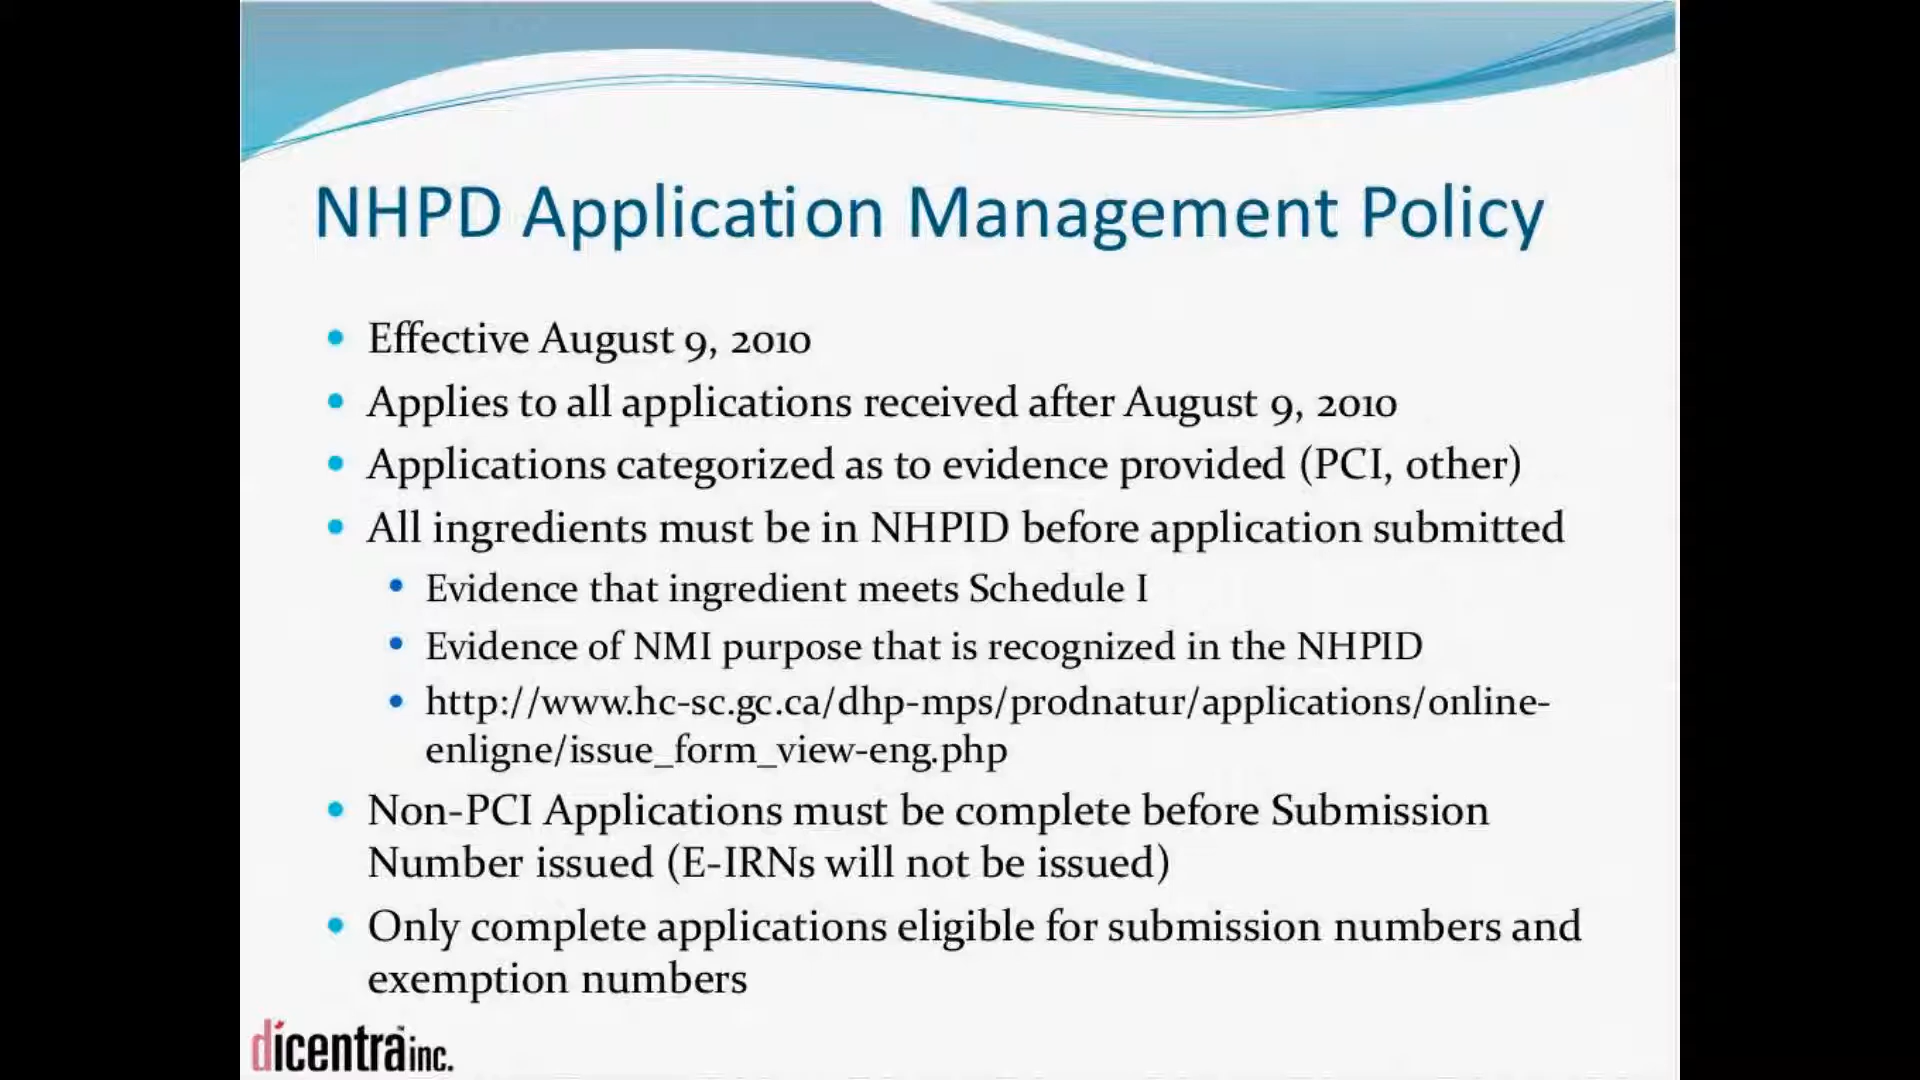 NHPD Application Management Policy
• Effective August 9, 2010
• Applies to all applications received after August 9, 2010
• Applications categorized as to evidence provided (PCI, other)
• All ingredients must be in NHPID before application submitted
• Evidence that ingredient meets Schedule I
• Evidence of NMI purpose that is recognized in the NHPID
• http://www.hc-sc.gc.ca/dhp-mps/prodnatur/applications/online-
enligne/issue_form_view-eng.php
• Non-PCI Applications must be complete before Submission
Number issued (E-IRNs will not be issued)
• Only complete applications eligible for submission numbers and
exemption numbers
dicentra inc.